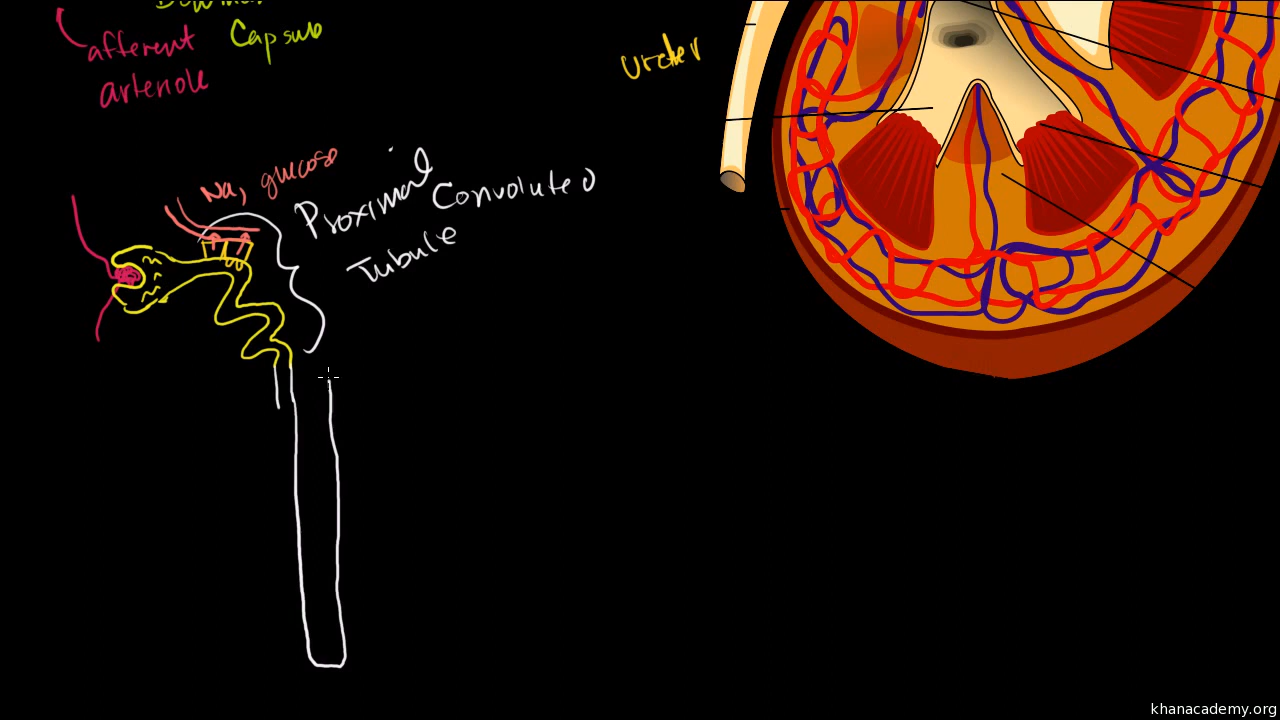 afferent
arteriole
Capsule
ureter
Na, glucose
Proximal
Convoluted
Tubule
khanacademy.org